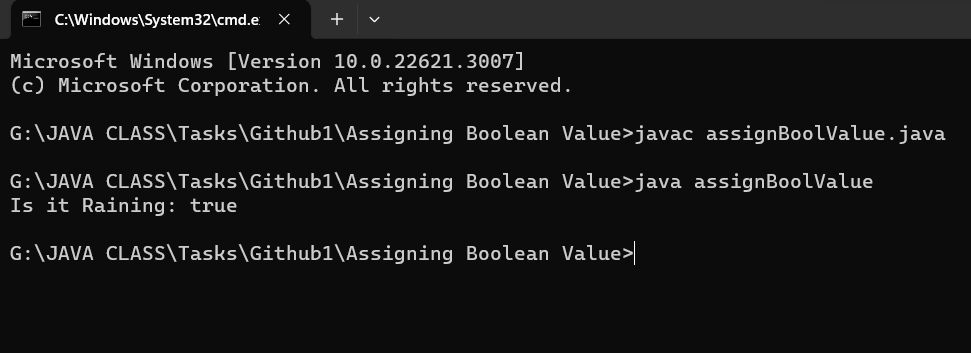 C:\Windows\System32\cmd.e
Microsoft Windows [Version 10.0.22621.3007]
(c) Microsoft Corporation. All rights reserved.
G:\JAVA CLASS\Tasks\Github1\Assigning Boolean Value>javac assignBoolValue.java
G:\JAVA CLASS\Tasks\Github1\Assigning Boolean Value>java assignBoolValue
Is it Raining: true
G:\JAVA CLASS\Tasks\Github1\Assigning Boolean Value>